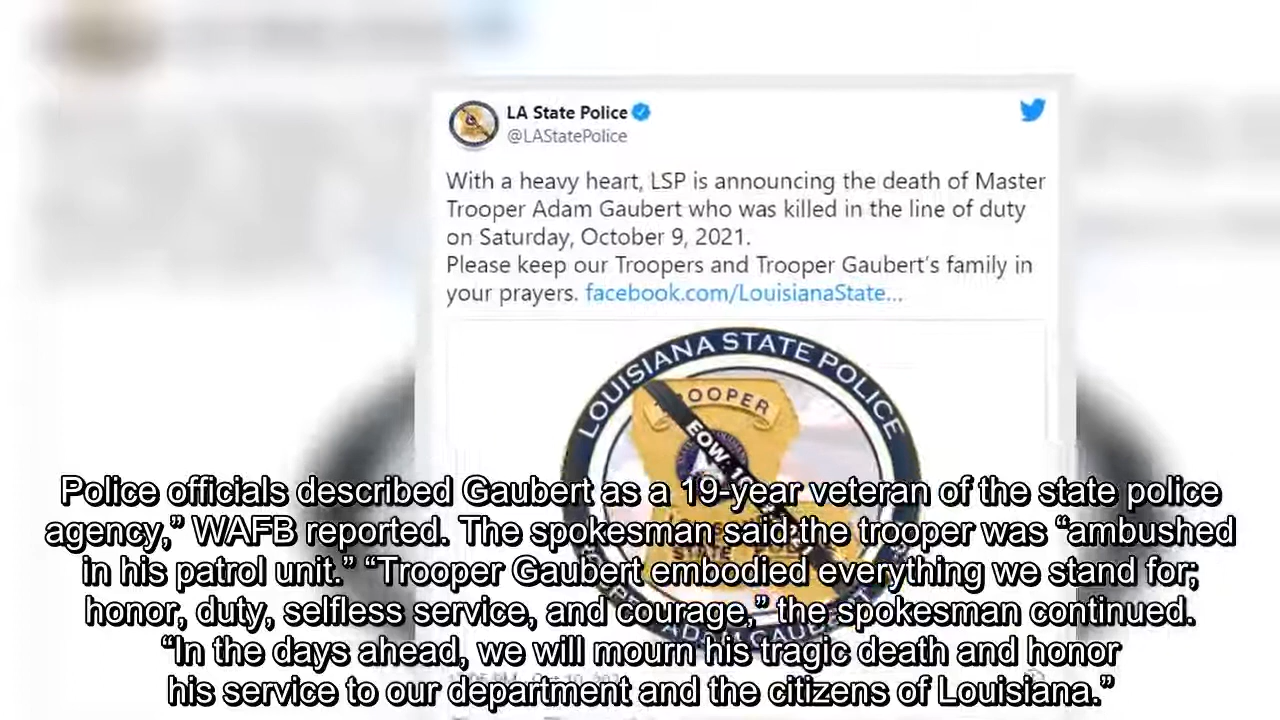 LA State Police
@LAStatePolice
With a heavy heart, LSP is announcing the death of Master
Trooper Adam Gaubert who was killed in the line of duty
on Saturday, October 9, 2021.
Please keep our Troopers and Trooper Gaubert's family in
your prayers. facebook.com/LouisianaState...
LOUISIANA STATE POLICE
TROOPER
EOW: 10
STATE
Police officials described Gaubert as a 19-year veteran of the state police
agency,” WAFB reported. The spokesman said the trooper was “ambushed
in his patrol unit.” “Trooper Gaubert embodied everything we stand for;
honor, duty, selfless service, and courage,” the spokesman continued.
“In the days ahead, we will mourn his tragic death and honor
his service to our department and the citizens of Louisiana.”